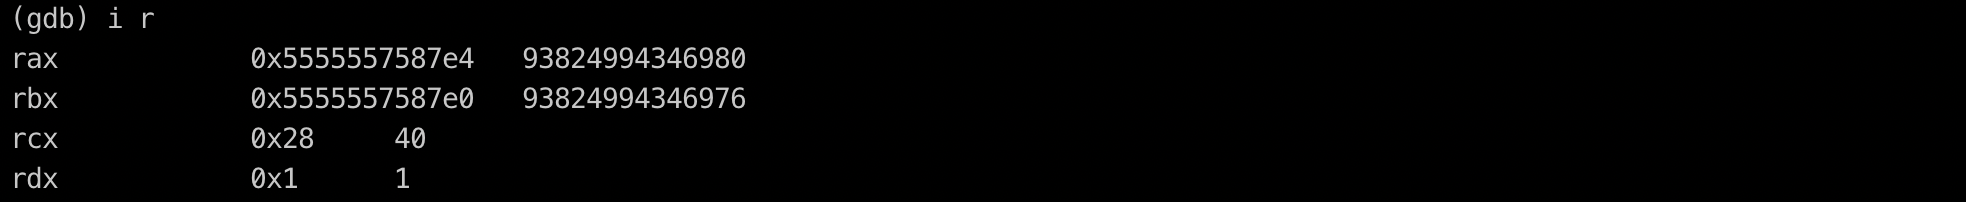 (gdb) i r
rax            0x5555557587e4   93824994346980
rbx            0x5555557587e0   93824994346976
rcx            0x28     40
rdx            0x1      1